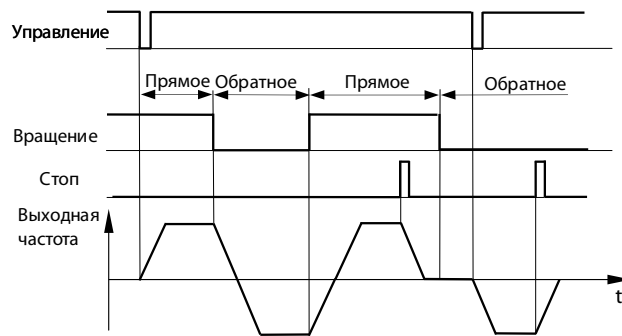 Управление
Прямое Обратное Прямое Обратное
Вращение
Стоп
Выходная
частота
t